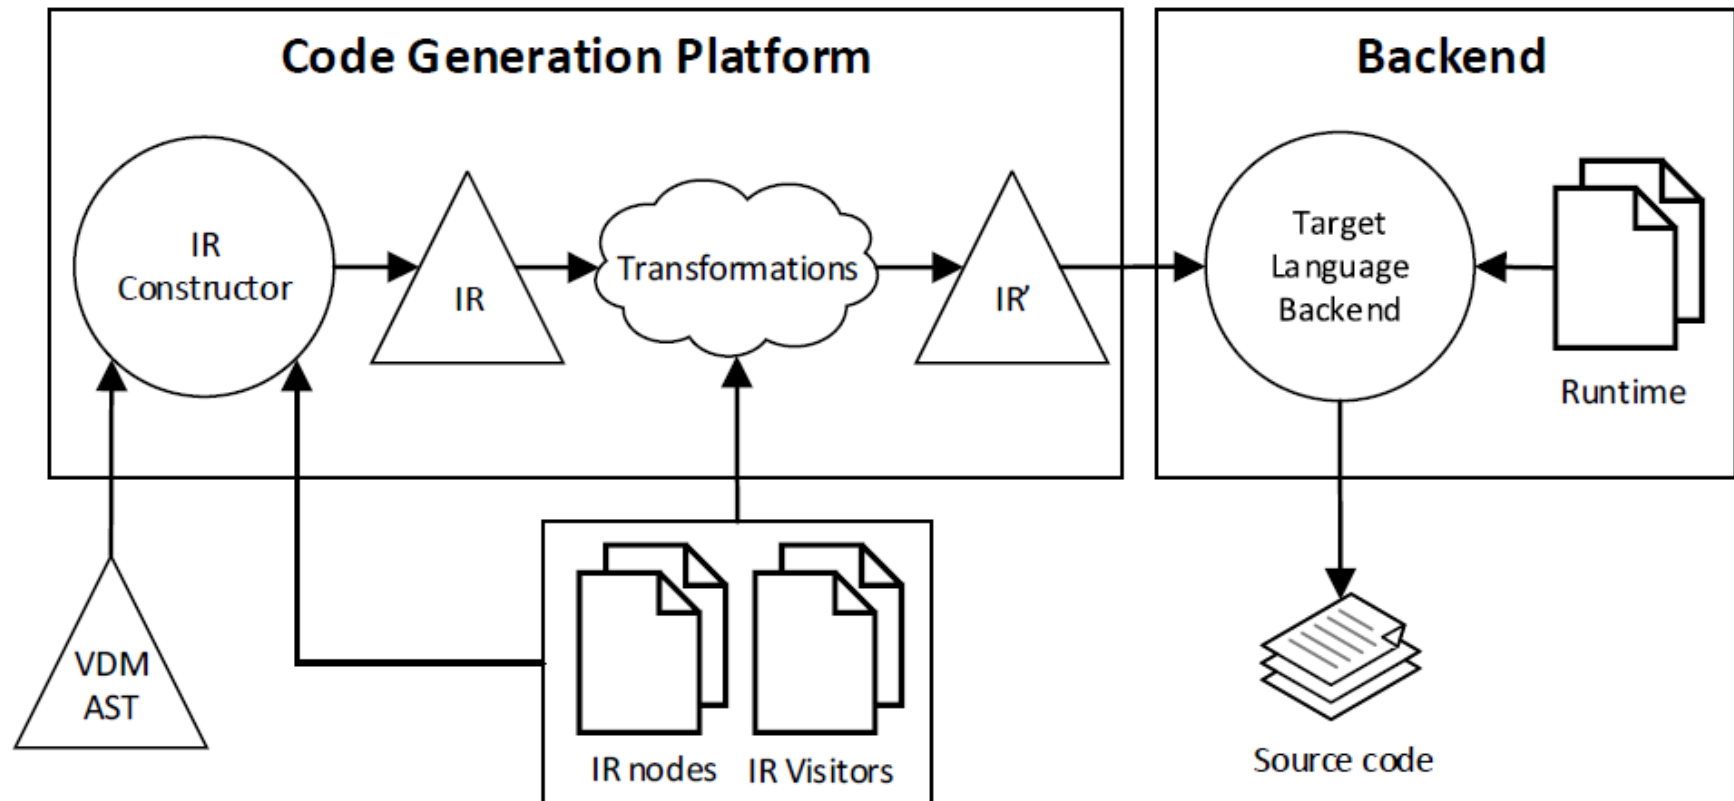 Code Generation Platform
Backend
IR
Constructor
IR
Transformations
IR'
Target
Language
Backend
Runtime
VDM
AST
IR nodes
IR Visitors
Source code